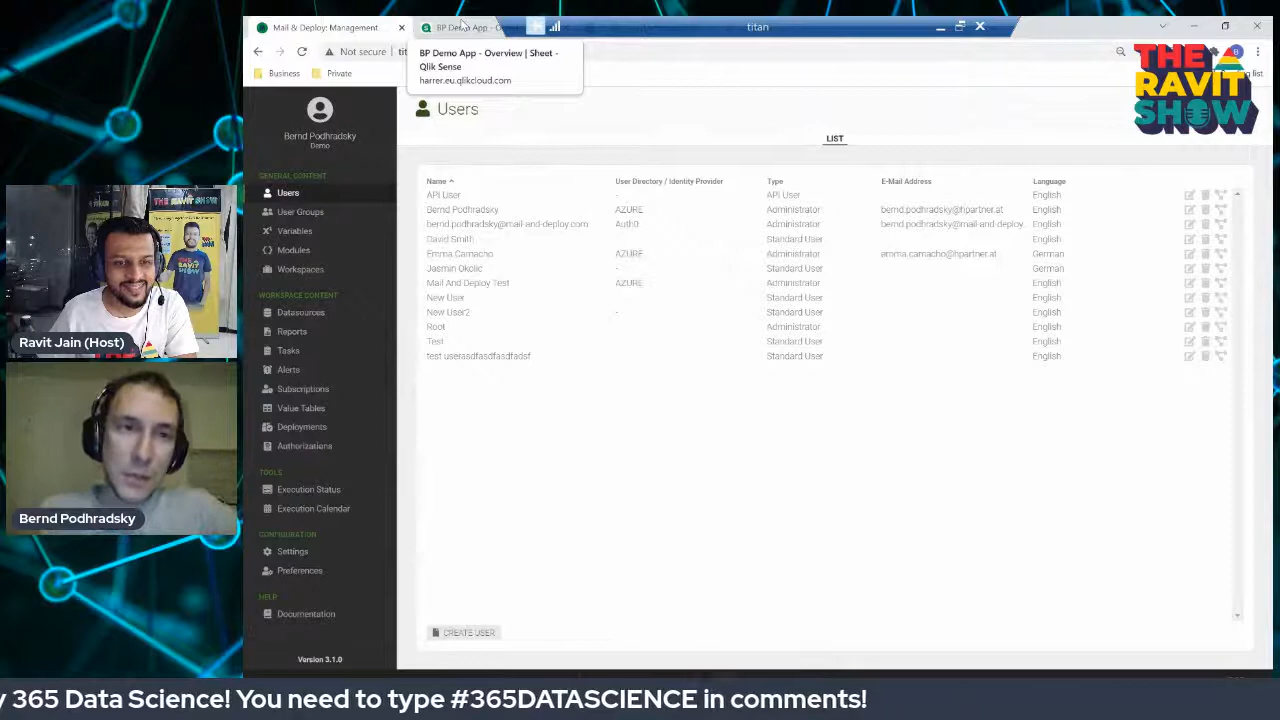 Mail & Deploy: Management
BP Demo App - O
titan
Not secure
BP Demo App - Overview | Sheet -
Qlik Sense
harrer.eu.qlikcloud.com
Business
Private
THE
RAVIT
SHOW
Bernd Podhradsky
Demo
Users
LIST
GENERAL CONTENT
Users
User Groups
Variables
Modules
Workspaces
WORKSPACE CONTENT
Datasources
Reports
Tasks
Alerts
Subscriptions
Value Tables
Deployments
Authorizations
TOOLS
Execution Status
Execution Calendar
CONFIGURATION
Settings
Preferences
HELP
Documentation
Version 3.1.0
Name User Directory / Identity Provider Type E-Mail Address Language
API User - API User English
Bernd Podhradsky AZURE Administrator bernd.podhradsky@hpartner.at English
bernd.podhradsky@mail-and-deploy.com Auth0 Administrator bernd.podhradsky@mail-and-deploy... English
David Smith Standard User English
Emma Camacho AZURE Administrator emma.camacho@hpartner.at German
Jasmin Okolic - Standard User German
Mail And Deploy Test AZURE Standard User English
New User Standard User English
New User2 - Standard User English
Root Administrator English
Test Standard User English
test userasdfasdfasdfadsf Standard User English
CREATE USER
Ravit Jain (Host)
Bernd Podhradsky
y 365 Data Science! You need to type #365DATASCIENCE in comments!